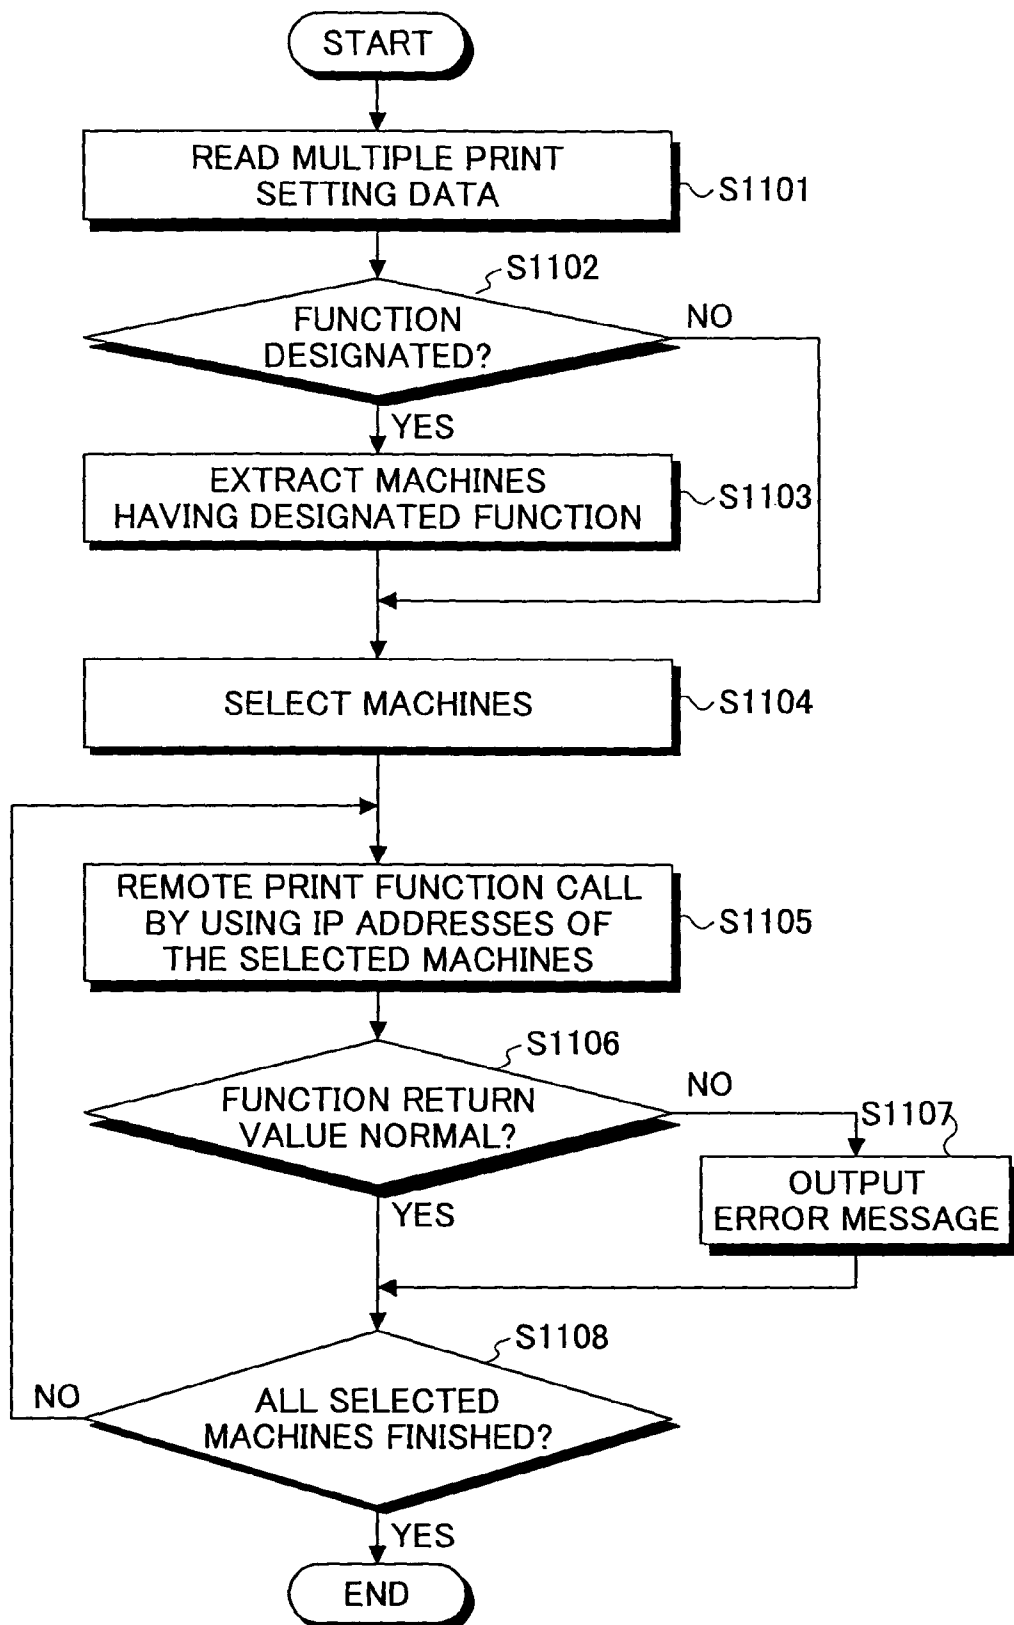 START
READ MULTIPLE PRINT
SETTING DATA
S1101
S1102
FUNCTION
DESIGNATED?
NO
YES
EXTRACT MACHINES
HAVING DESIGNATED FUNCTION
S1103
SELECT MACHINES
S1104
REMOTE PRINT FUNCTION CALL
BY USING IP ADDRESSES OF
THE SELECTED MACHINES
S1105
S1106
FUNCTION RETURN
VALUE NORMAL?
NO
S1107
OUTPUT
ERROR MESSAGE
YES
S1108
ALL SELECTED
MACHINES FINISHED?
NO
YES
END